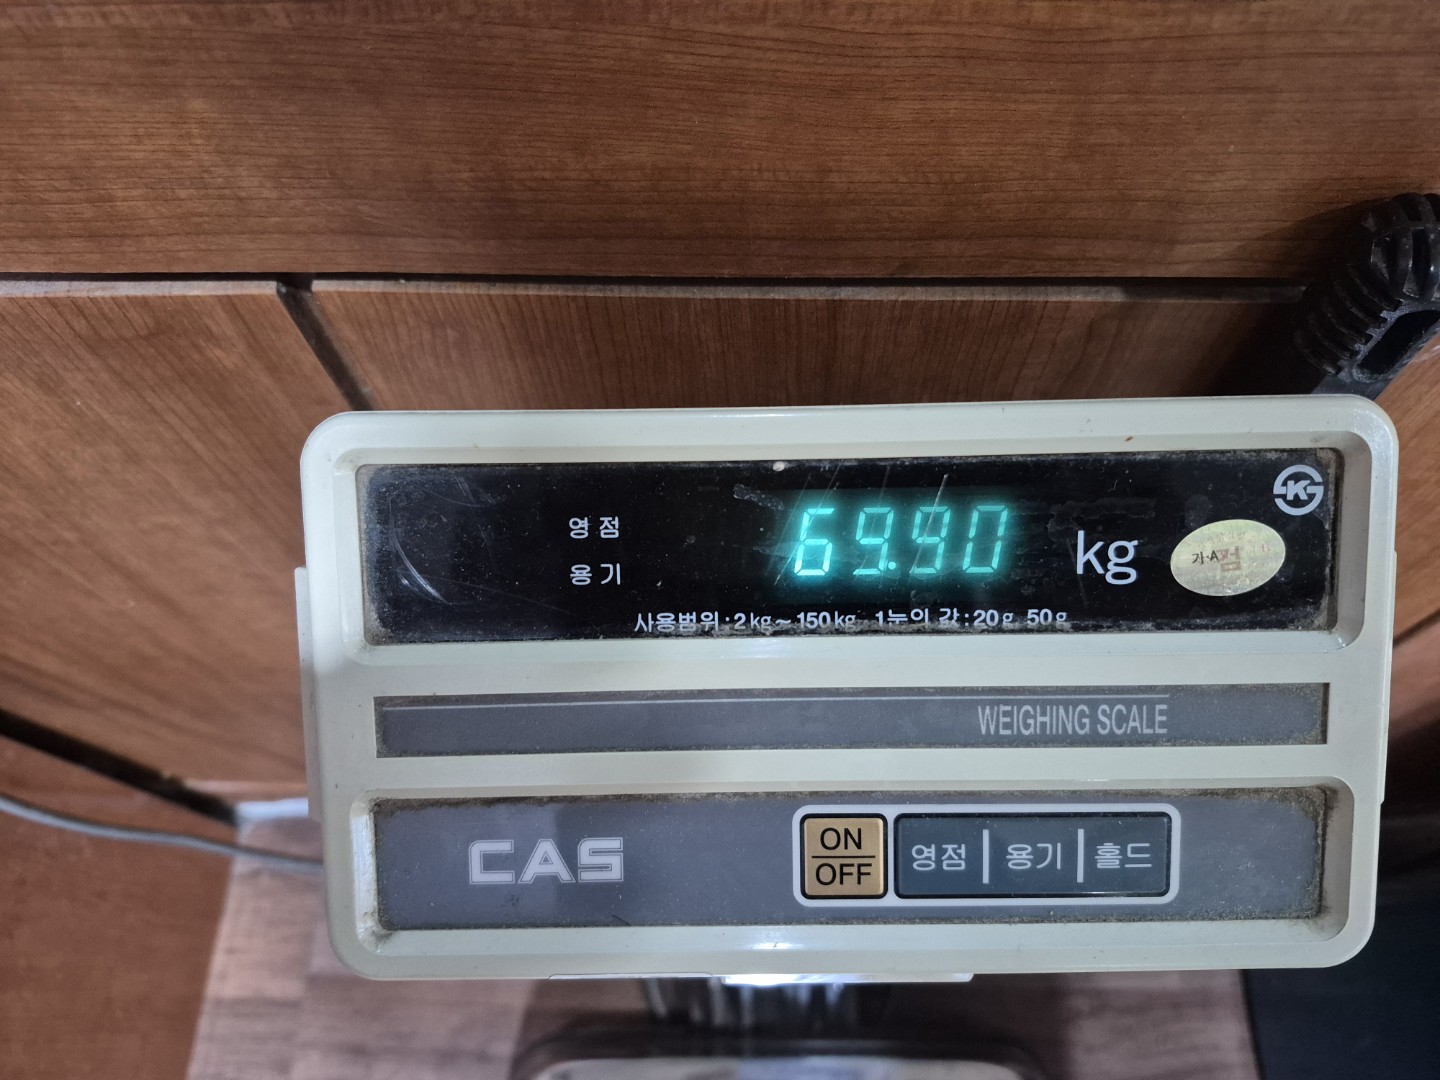 영점
69.90 kg
용기
사용범위 : 2kg ~ 150kg 1눈의 값 : 20g 50g
가·A
검
WEIGHING SCALE
CAS
ON
OFF
영점 | 용기 | 홀드